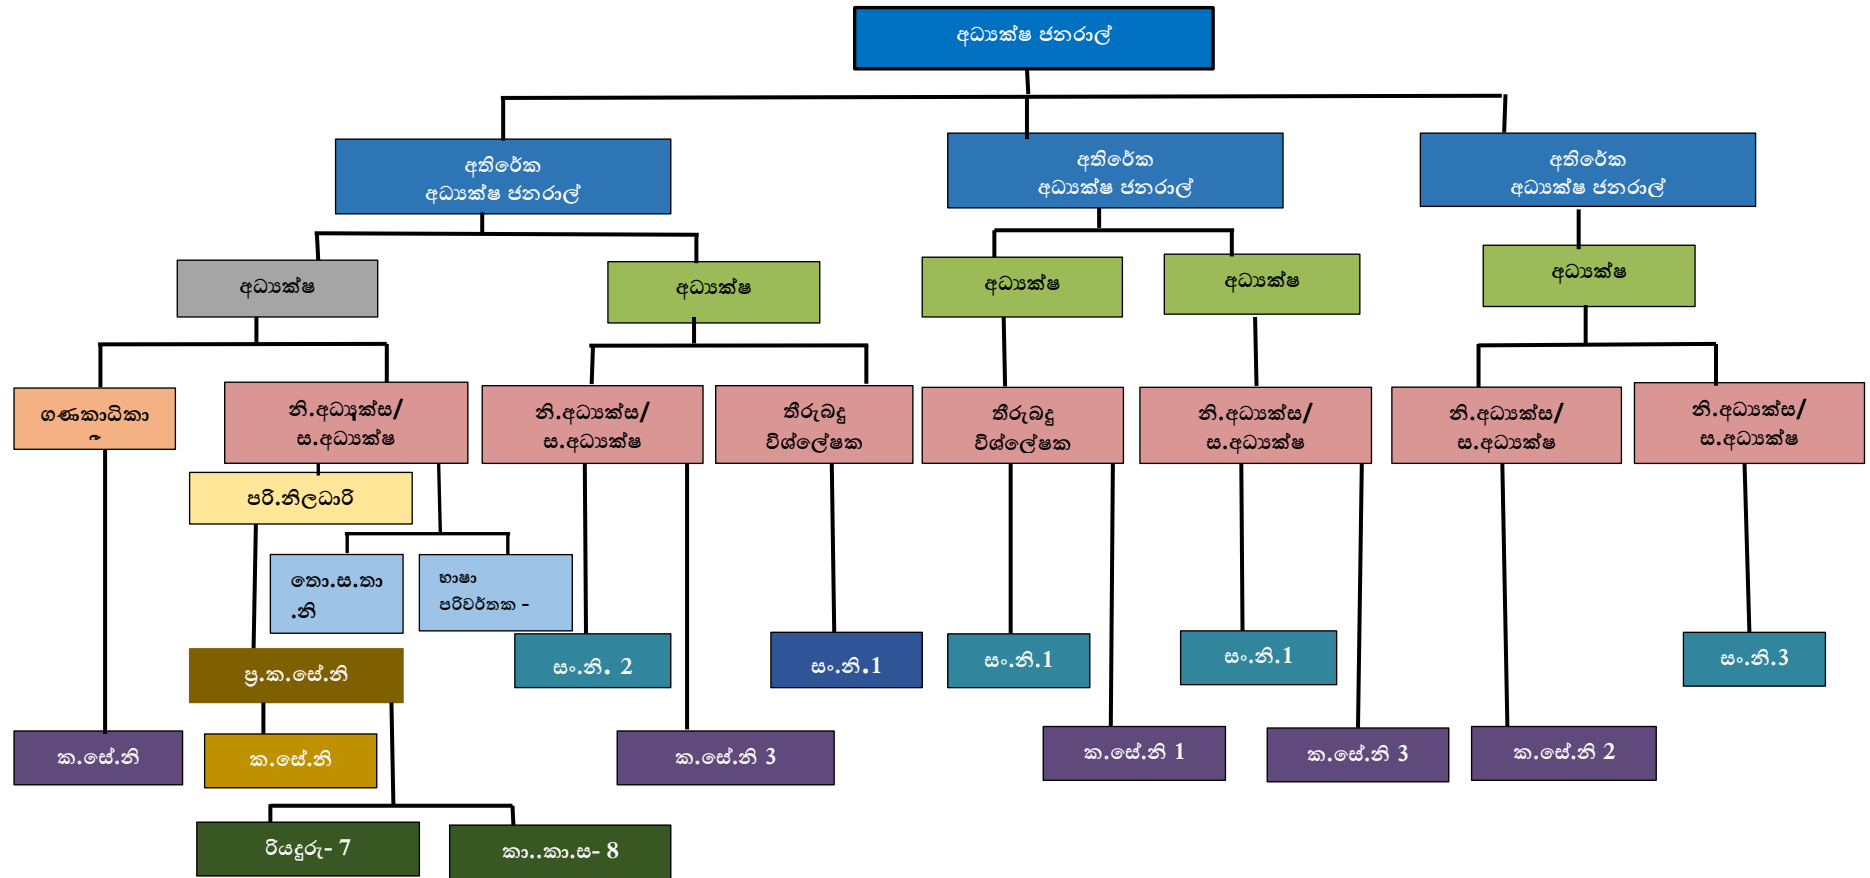 අධ්‍යක්ෂ ජනරාල්
අතිරේක
අධ්‍යක්ෂ ජනරාල්
අතිරේක
අධ්‍යක්ෂ ජනරාල්
අතිරේක
අධ්‍යක්ෂ ජනරාල්
අධ්‍යක්ෂ
අධ්‍යක්ෂ
අධ්‍යක්ෂ
අධ්‍යක්ෂ
අධ්‍යක්ෂ
ගණකාධිකා
නි.අධ්‍යක්ස/
ස.අධ්‍යක්ෂ
නි.අධ්‍යක්ස/
ස.අධ්‍යක්ෂ
තීරුබදු
විශ්ලේෂක
තීරුබදු
විශ්ලේෂක
නි.අධ්‍යක්ස/
ස.අධ්‍යක්ෂ
නි.අධ්‍යක්ස/
ස.අධ්‍යක්ෂ
නි.අධ්‍යක්ස/
ස.අධ්‍යක්ෂ
පරි.නිලධාරි
තො.ස.තා
.නි
භාෂා
පරිවර්තක -
සං.නි. 2
සං.නි.1
සං.නි.1
සං.නි.1
සං.නි.3
ප්‍ර.ක.සේ.නි
ක.සේ.නි
ක.සේ.නි
ක.සේ.නි 3
ක.සේ.නි 1
ක.සේ.නි 3
ක.සේ.නි 2
රියදුරු- 7
කා..කා.ස- 8